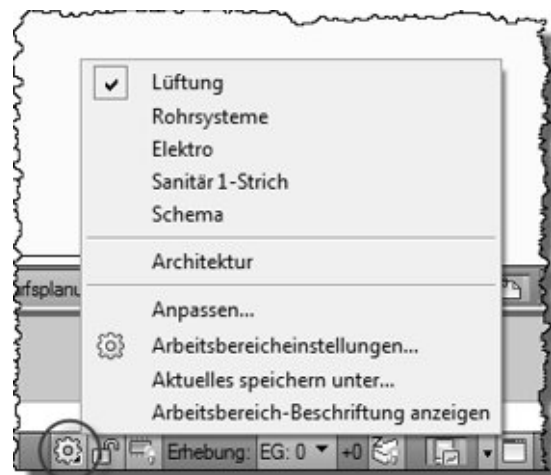 Lüftung
Rohrsysteme
Elektro
Sanitär 1-Strich
Schema
Architektur
Anpassen...
Arbeitsbereicheinstellungen...
Aktuelles speichern unter...
Arbeitsbereich-Beschriftung anzeigen
Erhebung: EG: 0 +0